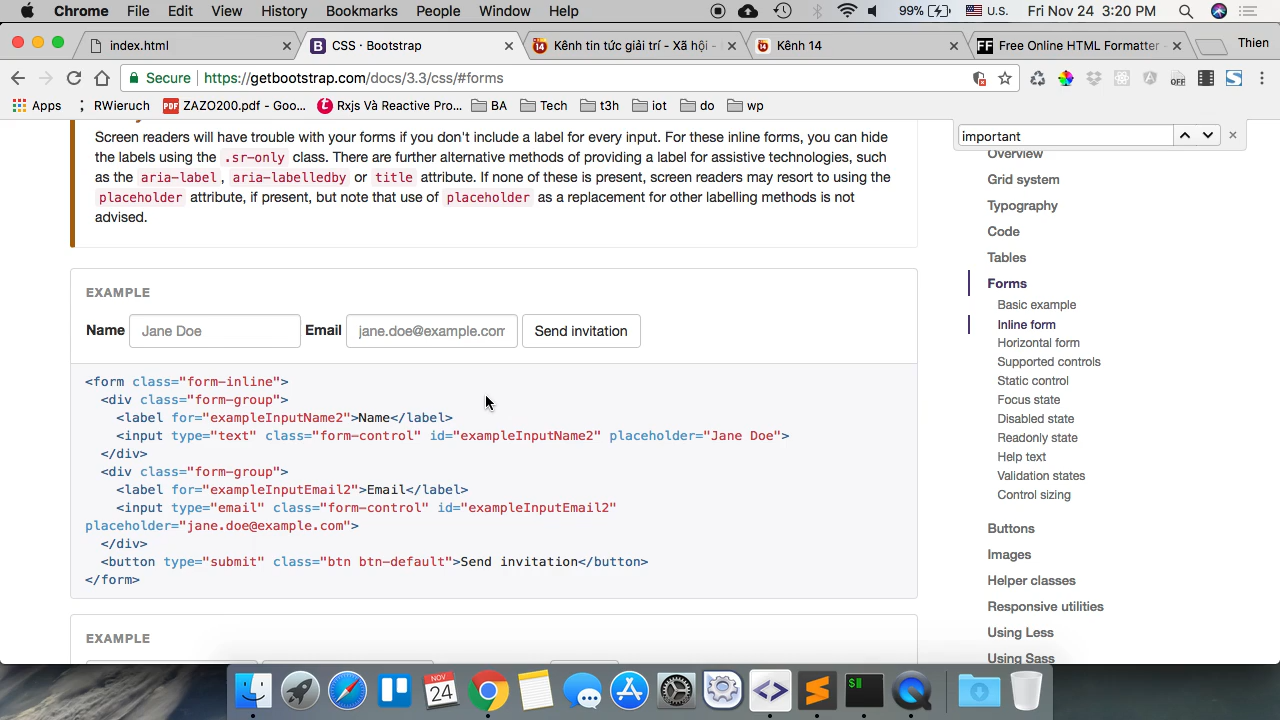 Chrome File Edit View History Bookmarks People Window Help 99% U.S. Fri Nov 24 3:20 PM
index.html CSS · Bootstrap Kênh tin tức giải trí - Xã hội - Kênh 14 Free Online HTML Formatter - Thien
Secure https://getbootstrap.com/docs/3.3/css/#forms
Apps RWieruch ZAZO200.pdf - Goo... Rxjs Và Reactive Pro... BA Tech t3h iot do wp
important
Screen readers will have trouble with your forms if you don't include a label for every input. For these inline forms, you can hide
the labels using the .sr-only class. There are further alternative methods of providing a label for assistive technologies, such
as the aria-label, aria-labelledby or title attribute. If none of these is present, screen readers may resort to using the
placeholder attribute, if present, but note that use of placeholder as a replacement for other labelling methods is not
advised.
EXAMPLE
Name Jane Doe Email jane.doe@example.com Send invitation
<form class="form-inline">
<div class="form-group">
<label for="exampleInputName2">Name</label>
<input type="text" class="form-control" id="exampleInputName2" placeholder="Jane Doe">
</div>
<div class="form-group">
<label for="exampleInputEmail2">Email</label>
<input type="email" class="form-control" id="exampleInputEmail2"
placeholder="jane.doe@example.com">
</div>
<button type="submit" class="btn btn-default">Send invitation</button>
</form>
EXAMPLE
Overview
Grid system
Typography
Code
Tables
Forms
Basic example
Inline form
Horizontal form
Supported controls
Static control
Focus state
Disabled state
Readonly state
Help text
Validation states
Control sizing
Buttons
Images
Helper classes
Responsive utilities
Using Less
Using Sass
NOV
24